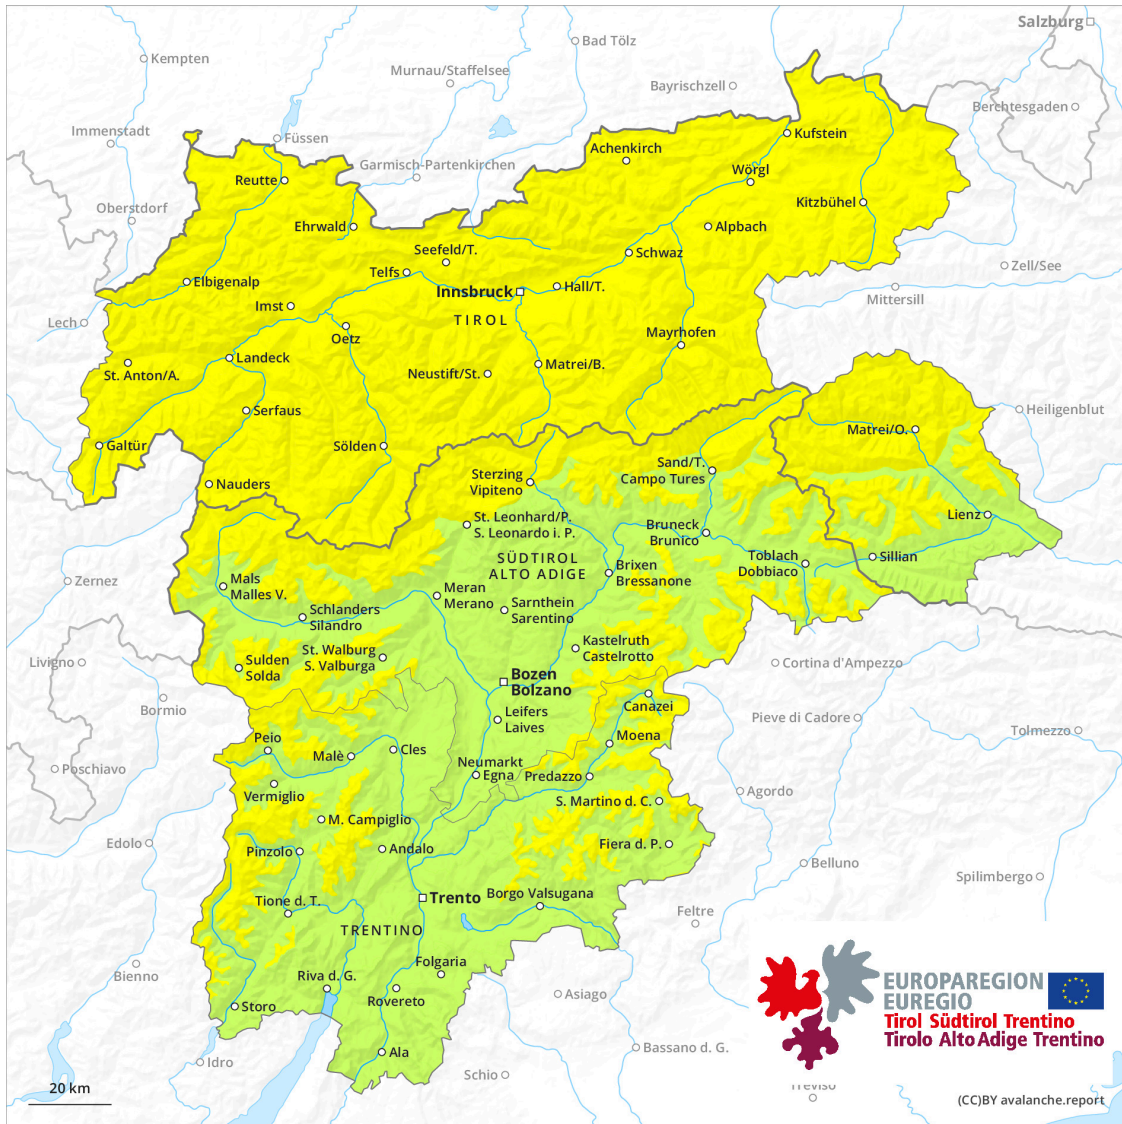 Salzburg
Bad Tölz
Kempten
Murnau/Staffelsee
Bayrischzell
Berchtesgaden
Immenstadt
Füssen
Kufstein
Achenkirch
Garmisch-Partenkirchen
Wörgl
Reutte
Kitzbühel
Oberstdorf
Ehrwald
Alpbach
Seefeld/T.
Schwaz
Zell/See
Telfs
Elbigenalp
Innsbruck
Hall/T.
Mittersill
Imst
TIROL
Lech
Oetz
Mayrhofen
Landeck
Matrei/B.
St. Anton/A.
Neustift/St.
Serfaus
Heiligenblut
Matrei/O.
Galtür
Sölden
Sand/T.
Campo Tures
Sterzing
Vipiteno
Nauders
Lienz
St. Leonhard/P.
S. Leonardo i. P.
Bruneck
Brunico
SÜDTIROL
ALTO ADIGE
Toblach
Dobbiaco
Sillian
Brixen
Bressanone
Zernez
Mals
Malles V.
Meran
Merano
Sarnthein
Sarentino
Schlanders
Silandro
Kastelruth
Castelrotto
St. Walburg
S. Valburga
Livigno
Sulden
Solda
Cortina d'Ampezzo
Bozen
Bolzano
Bormio
Canazei
Leifers
Laives
Pieve di Cadore
Tolmezzo
Peio
Moena
Cles
Malè
Neumarkt
Egna
Predazzo
Poschiavo
Vermiglio
Agordo
S. Martino d. C.
M. Campiglio
Edolo
Pinzolo
Andalo
Fiera d. P.
Belluno
Spilimbergo
Trento
Borgo Valsugana
Tione d. T.
Feltre
TRENTINO
Folgaria
Bienno
Riva d. G.
EUROPAREGION
EUREGIO
Tirol Südtirol Trentino
Tirolo Alto Adige Trentino
Asiago
Rovereto
Storo
Ala
Bassano d. G.
Idro
Schio
Treviso
20 km
(CC)BY avalanche.report